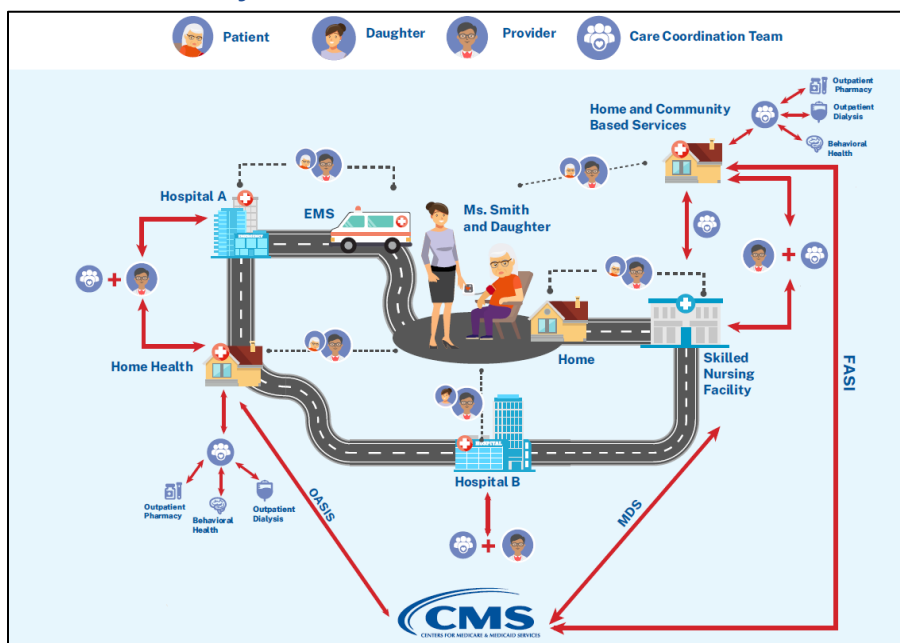 Patient
Daughter
Provider
Care Coordination Team
Outpatient
Pharmacy
Outpatient
Dialysis
Behavioral
Health
Home and Community
Based Services
Hospital A
EMS
Ms. Smith
and Daughter
EMERGENCY
Home Health
Home
Skilled
Nursing
Facility
FASI
HOSPITAL
Hospital B
Outpatient
Pharmacy
Behavioral
Health
Outpatient
Dialysis
OASIS
MDS
CMS
CENTERS FOR MEDICARE & MEDICAID SERVICES